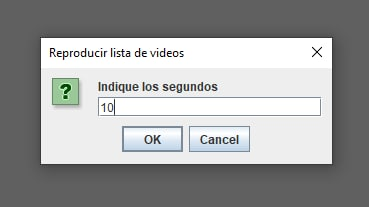 Reproducir lista de videos
Indique los segundos
10
OK
Cancel